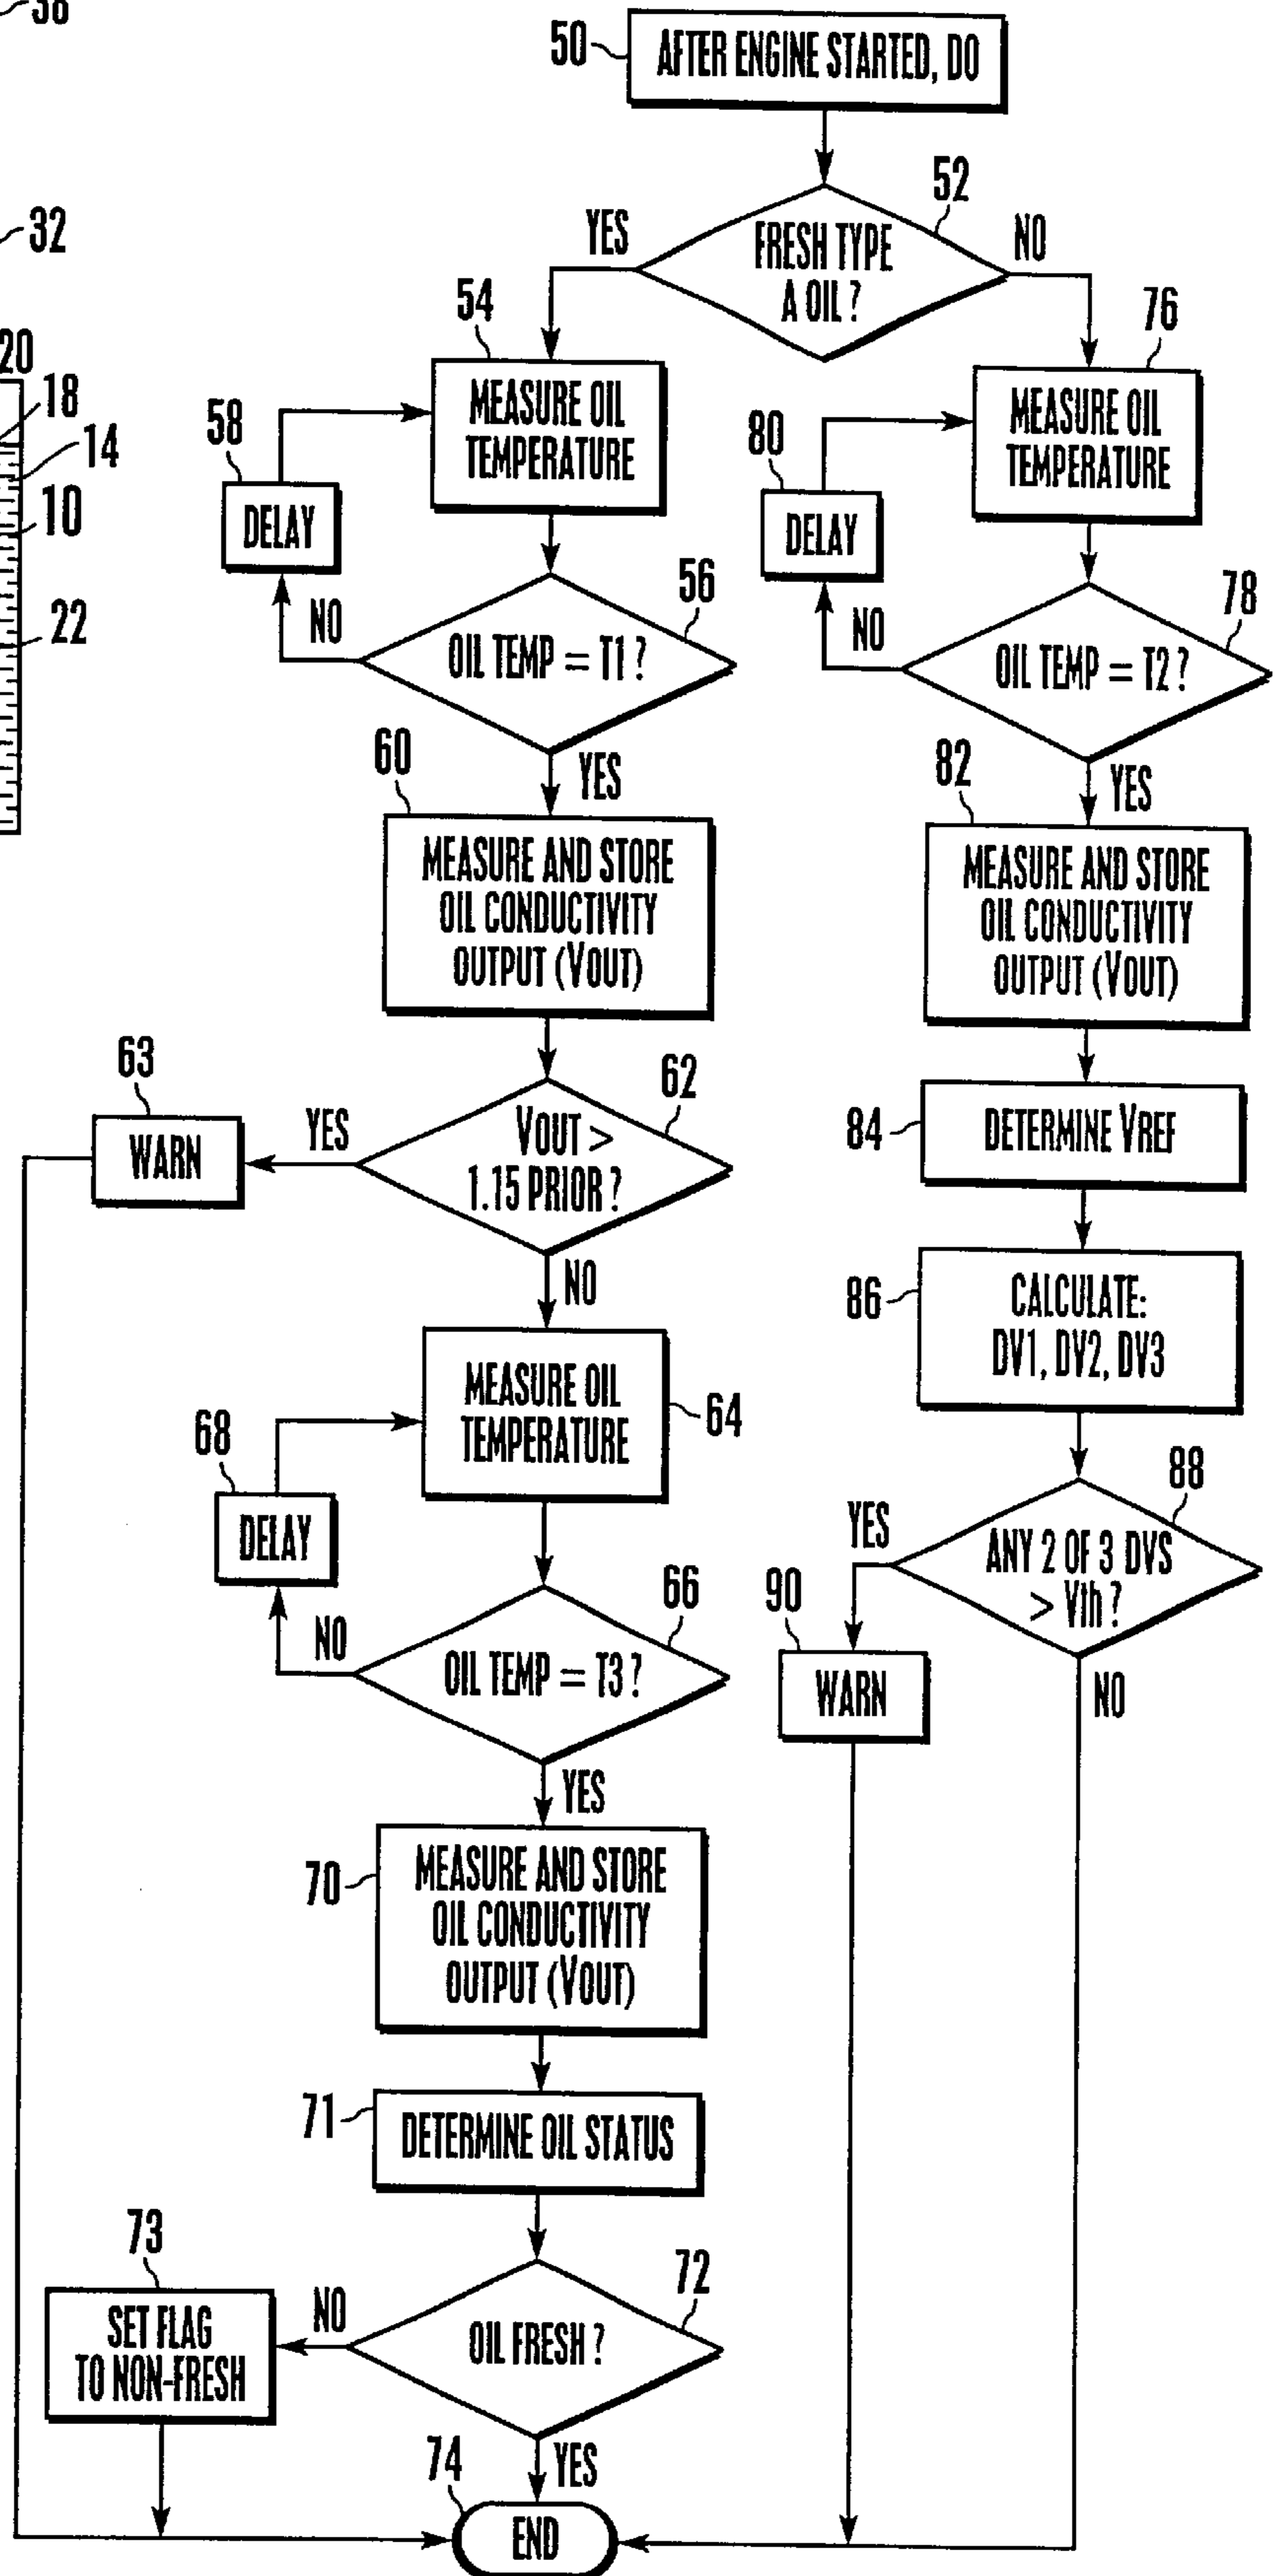 38
50
AFTER ENGINE STARTED, DO
52
32
YES
FRESH TYPE
A OIL ?
NO
54
76
20
18
14
10
22
MEASURE OIL
TEMPERATURE
MEASURE OIL
TEMPERATURE
58
DELAY
80
DELAY
56
78
NO
OIL TEMP = T1 ?
NO
OIL TEMP = T2 ?
60
YES
82
YES
MEASURE AND STORE
OIL CONDUCTIVITY
OUTPUT (VOUT)
MEASURE AND STORE
OIL CONDUCTIVITY
OUTPUT (VOUT)
63
WARN
YES
62
VOUT >
1.15 PRIOR ?
84
DETERMINE VREF
NO
86
CALCULATE:
DV1, DV2, DV3
MEASURE OIL
TEMPERATURE
64
68
DELAY
88
YES
ANY 2 OF 3 DVS
> Vth ?
90
WARN
NO
66
NO
OIL TEMP = T3 ?
YES
70
MEASURE AND STORE
OIL CONDUCTIVITY
OUTPUT (VOUT)
71
DETERMINE OIL STATUS
73
SET FLAG
TO NON-FRESH
NO
72
OIL FRESH ?
74
YES
END